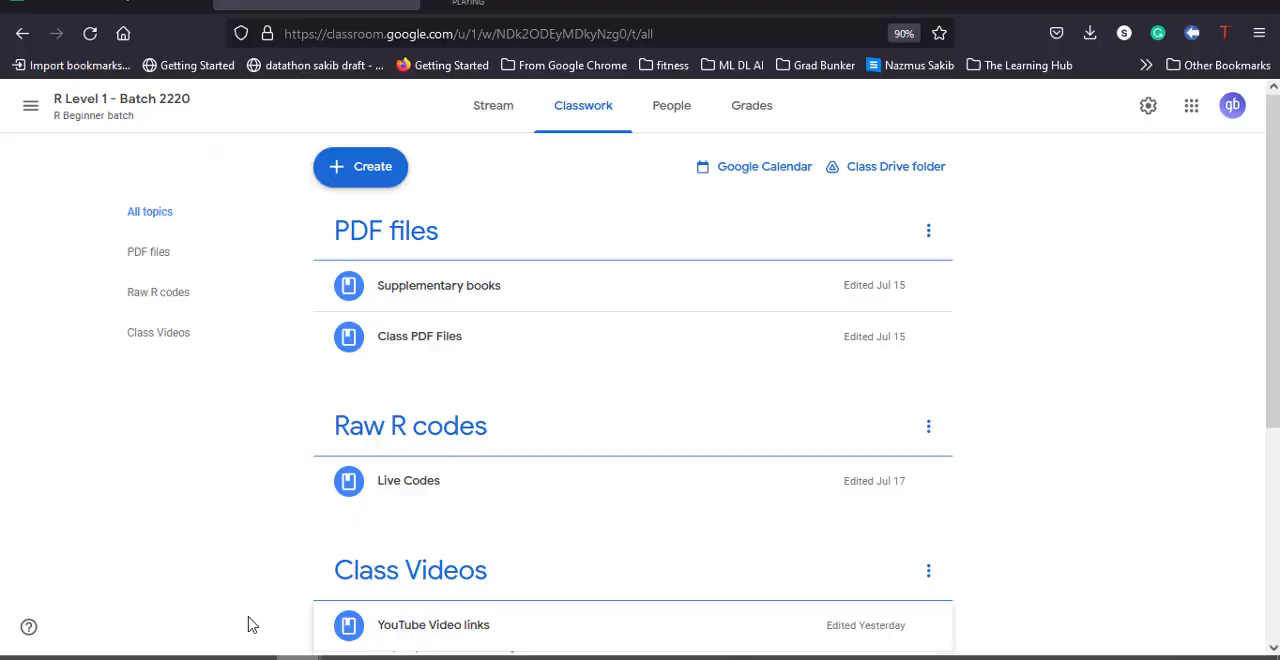 PLAYING
https://classroom.google.com/u/1/w/NDk2ODEyMDkyNzg0/t/all
90%
S
G
T
Import bookmarks...
Getting Started
datathon sakib draft - ...
Getting Started
From Google Chrome
fitness
ML DL AI
Grad Bunker
Nazmus Sakib
The Learning Hub
Other Bookmarks
R Level 1 - Batch 2220
R Beginner batch
Stream
Classwork
People
Grades
gb
Create
Google Calendar
Class Drive folder
All topics
PDF files
Raw R codes
Class Videos
PDF files
Supplementary books
Edited Jul 15
Class PDF Files
Edited Jul 15
Raw R codes
Live Codes
Edited Jul 17
Class Videos
YouTube Video links
Edited Yesterday